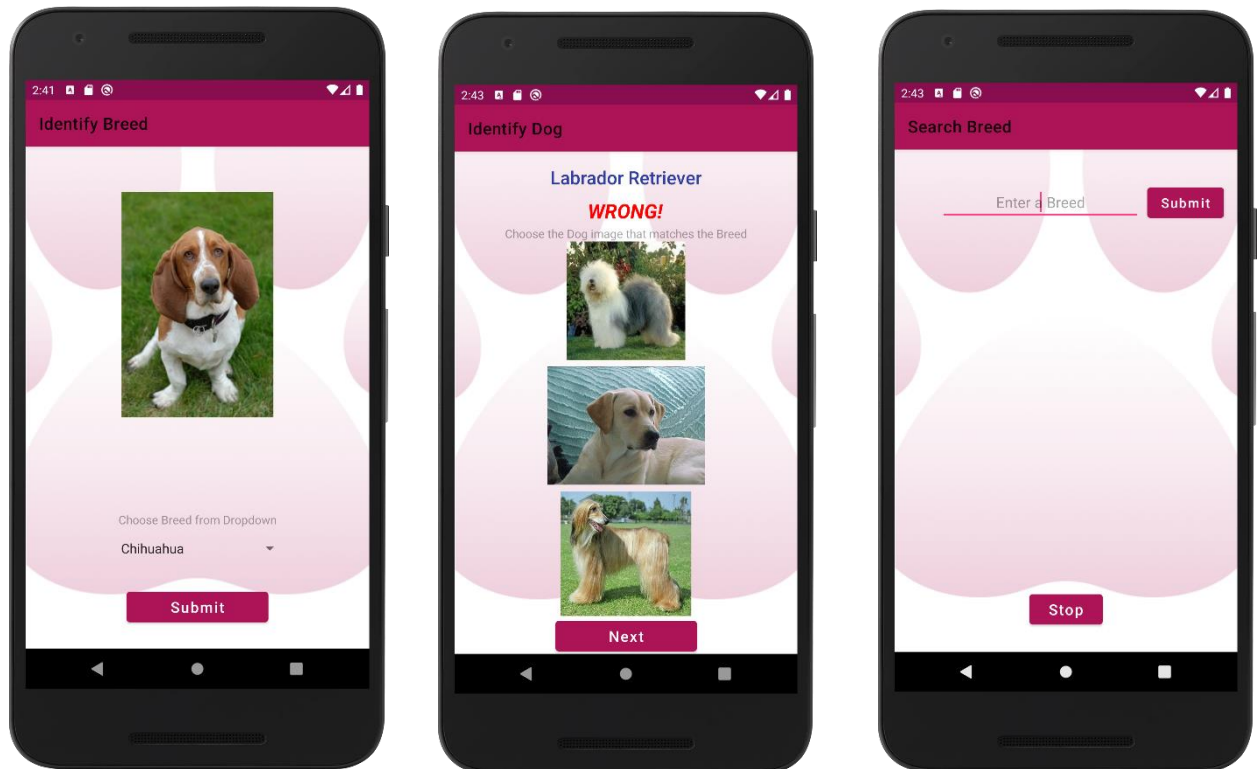 2:41
Identify Breed
Choose Breed from Dropdown
Chihuahua
Submit
2:43
Identify Dog
Labrador Retriever
WRONG!
Choose the Dog image that matches the Breed
Next
2:43
Search Breed
Enter a Breed
Submit
Stop